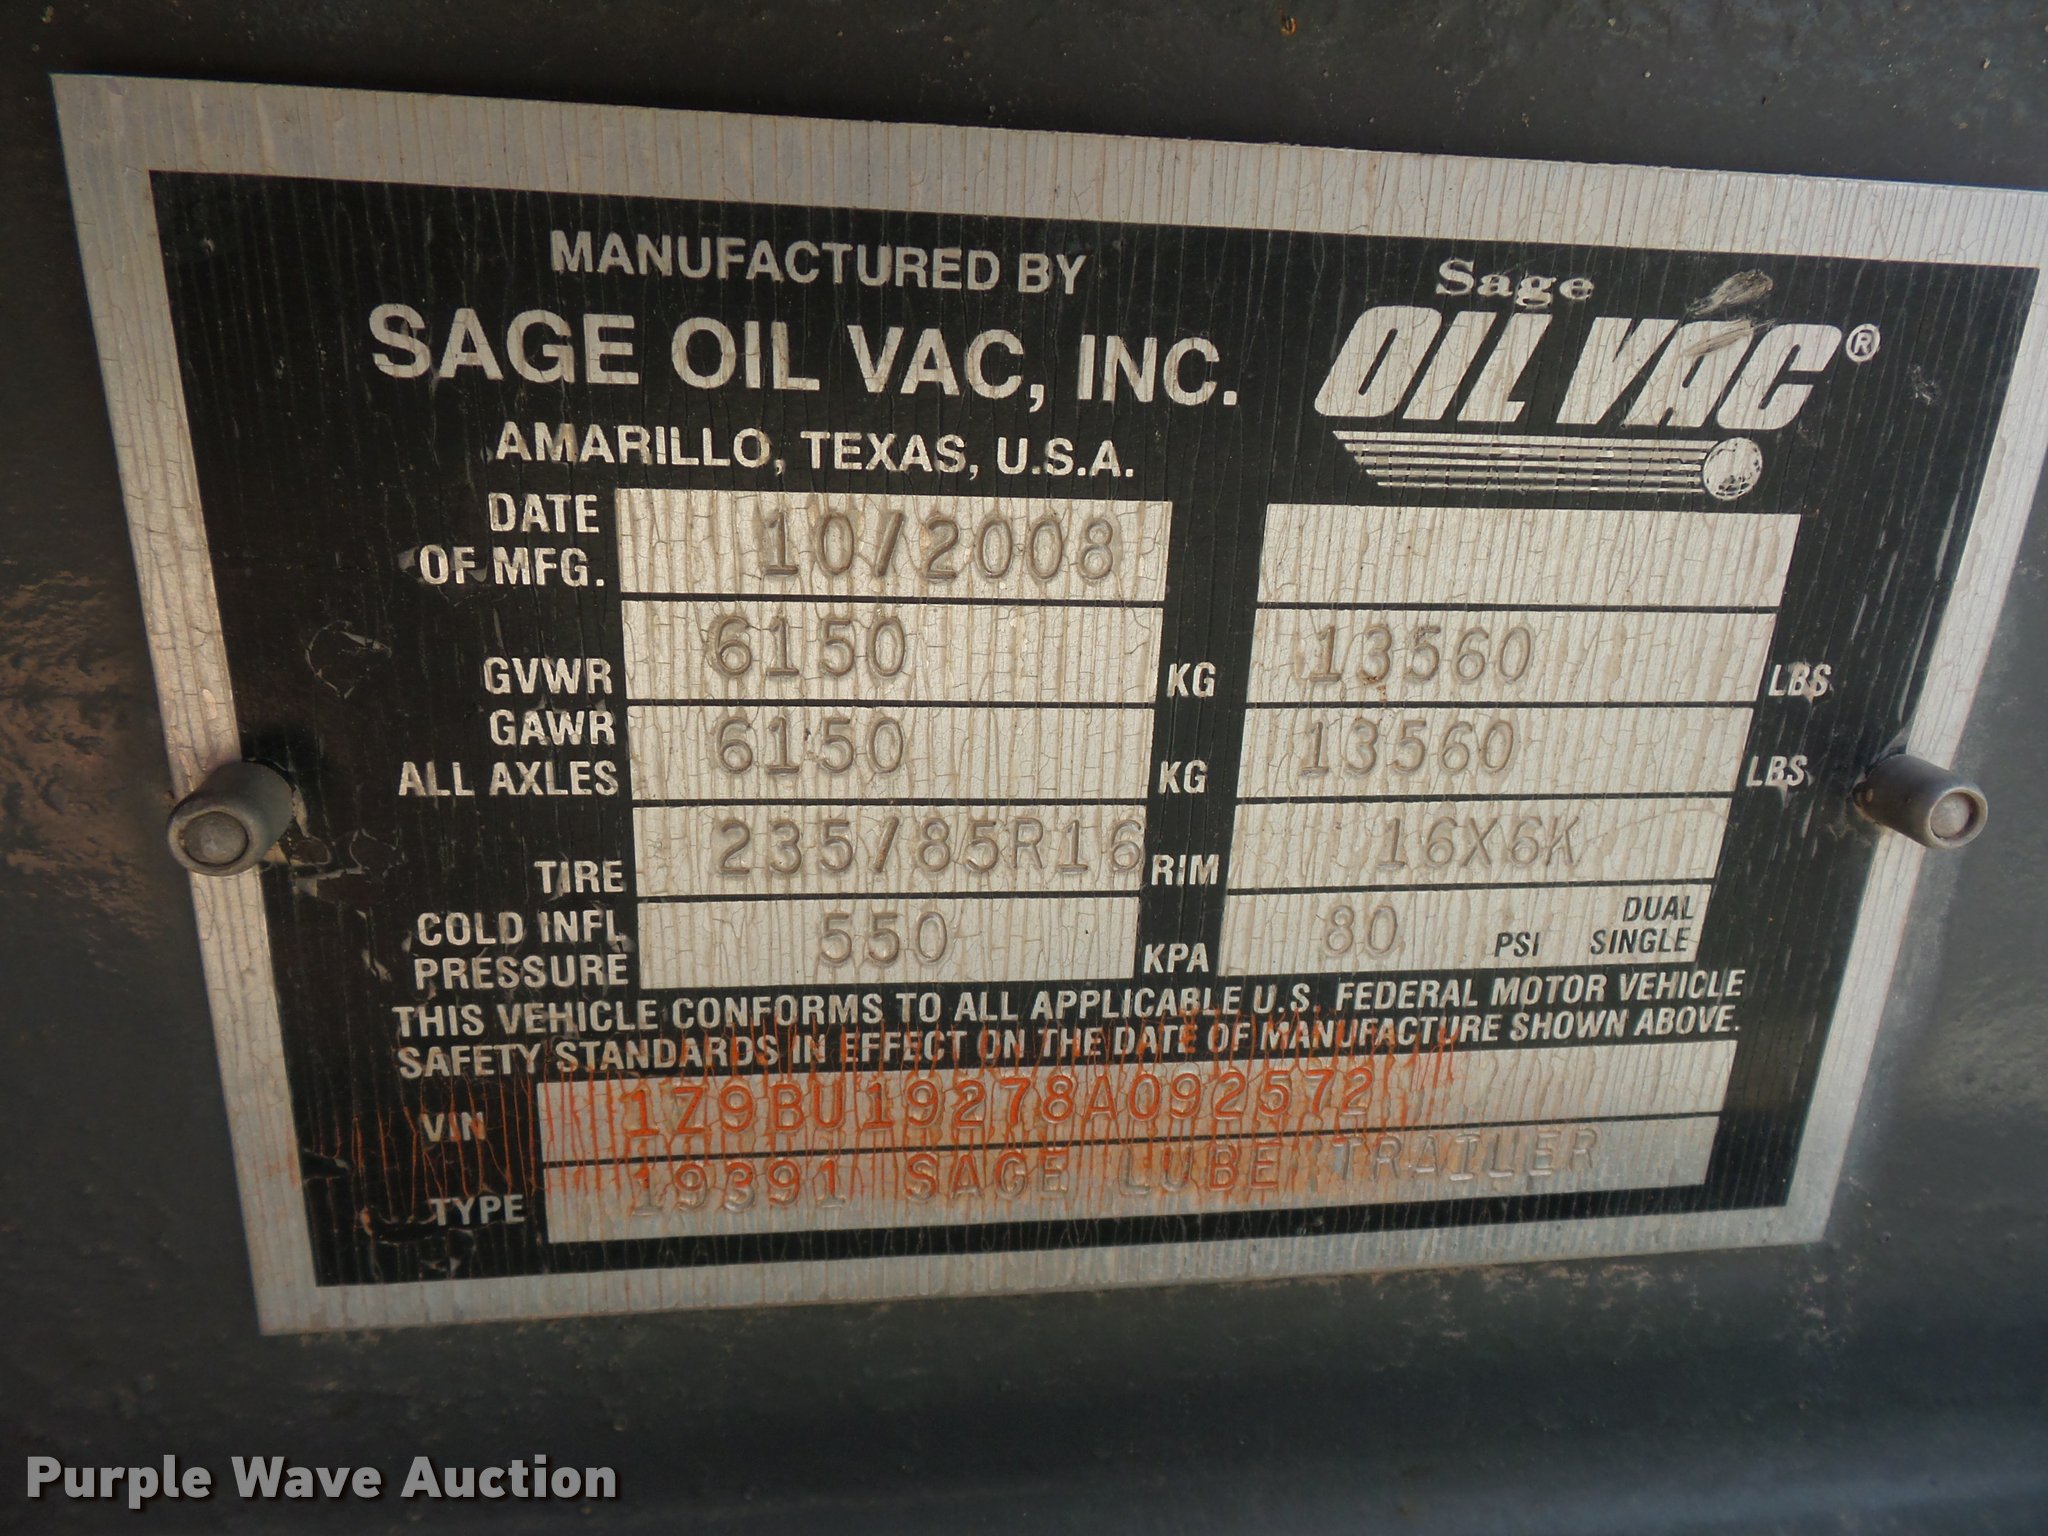 MANUFACTURED BY
SAGE OIL VAC, INC.
AMARILLO, TEXAS, U.S.A.
Sage
OIL VAC®
DATE OF MFG. 10/2008
GVWR 6150 KG 13560 LBS
GAWR ALL AXLES 6150 KG 13560 LBS
TIRE 235/85R16 RIM 16X6K
COLD INFL PRESSURE 550 KPA 80 PSI DUAL SINGLE
THIS VEHICLE CONFORMS TO ALL APPLICABLE U.S. FEDERAL MOTOR VEHICLE
SAFETY STANDARDS IN EFFECT ON THE DATE OF MANUFACTURE SHOWN ABOVE.
VIN 1Z9BU19278A092572
TYPE 19391 SAGE LUBE TRAILER
Purple Wave Auction